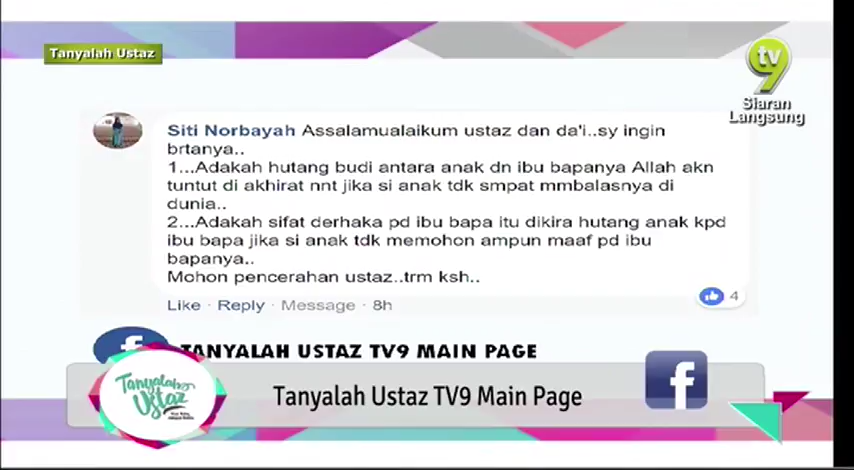 Tanyalah Ustaz
tv9
Siaran
Langsung
Siti Norbayah Assalamualaikum ustaz dan da'i..sy ingin
brtanya..
1...Adakah hutang budi antara anak dn ibu bapanya Allah akn
tuntut di akhirat nnt jika si anak tdk smpat mmbalasnya di
dunia..
2...Adakah sifat derhaka pd ibu bapa itu dikira hutang anak kpd
ibu bapa jika si anak tdk memohon ampun maaf pd ibu
bapanya..
Mohon pencerahan ustaz..trm ksh..
Like · Reply · Message · 8h
4
TANYALAH USTAZ TV9 MAIN PAGE
Tanyalah
Ustaz
Tanyalah Ustaz TV9 Main Page